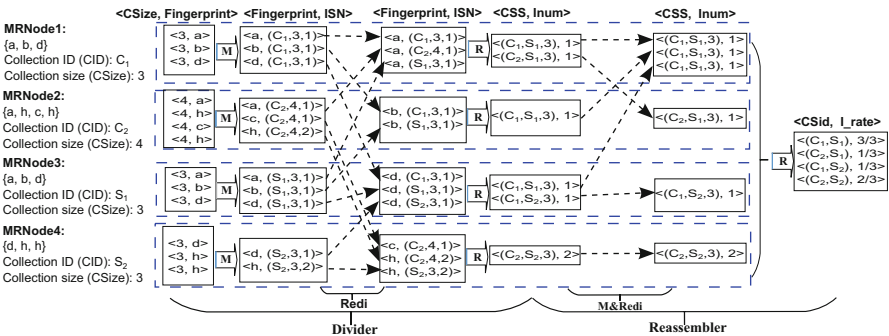 <CSize, Fingerprint>
<Fingerprint, ISN>
<Fingerprint, ISN>
<CSS, Inum>
<CSS, Inum>
MRNode1:
{a, b, d}
Collection ID (CID): C1
Collection size (CSize): 3
<3, a>
<3, b>
<3, d>
M
<a, (C1,3,1)>
<b, (C1,3,1)>
<d, (C1,3,1)>
<a, (C1,3,1)>
<a, (C2,4,1)>
<a, (S1,3,1)>
R
<(C1,S1,3), 1>
<(C2,S1,3), 1>
<(C1,S1,3), 1>
<(C1,S1,3), 1>
<(C1,S1,3), 1>
MRNode2:
{a, h, c, h}
Collection ID (CID): C2
Collection size (CSize): 4
<4, a>
<4, h>
<4, c>
<4, h>
M
<a, (C2,4,1)>
<c, (C2,4,1)>
<h, (C2,4,2)>
<b, (C1,3,1)>
<b, (S1,3,1)>
R
<(C1,S1,3), 1>
<(C2,S1,3), 1>
MRNode3:
{a, b, d}
Collection ID (CID): S1
Collection size (CSize): 3
<3, a>
<3, b>
<3, d>
M
<a, (S1,3,1)>
<b, (S1,3,1)>
<d, (S1,3,1)>
<d, (C1,3,1)>
<d, (S1,3,1)>
<d, (S2,3,1)>
R
<(C1,S1,3), 1>
<(C1,S2,3), 1>
<(C1,S2,3), 1>
MRNode4:
{d, h, h}
Collection ID (CID): S2
Collection size (CSize): 3
<3, d>
<3, h>
<3, h>
M
<d, (S2,3,1)>
<h, (S2,3,2)>
<c, (C2,4,1)>
<h, (C2,4,2)>
<h, (S2,3,2)>
R
<(C2,S2,3), 2>
<(C2,S2,3), 2>
<CSid, I_rate>
R
<(C1,S1), 3/3>
<(C2,S1), 1/3>
<(C1,S2), 1/3>
<(C2,S2), 2/3>
Redi
M&Redi
Divider
Reassembler